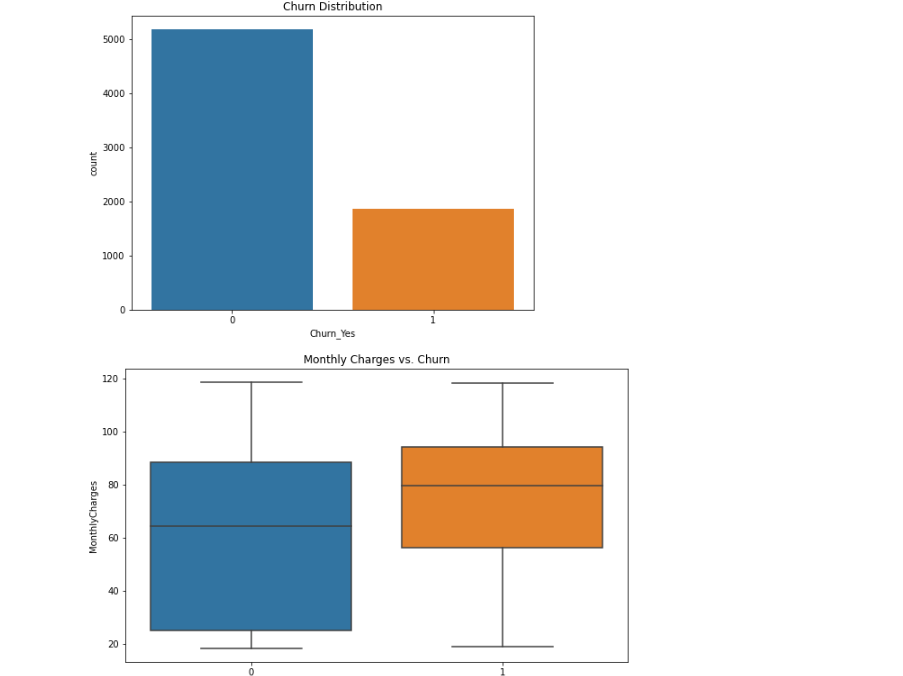 Churn Distribution
5000
4000
3000
2000
1000
0
count
0 1
Churn_Yes
Monthly Charges vs. Churn
120
100
80
60
40
20
MonthlyCharges
0 1